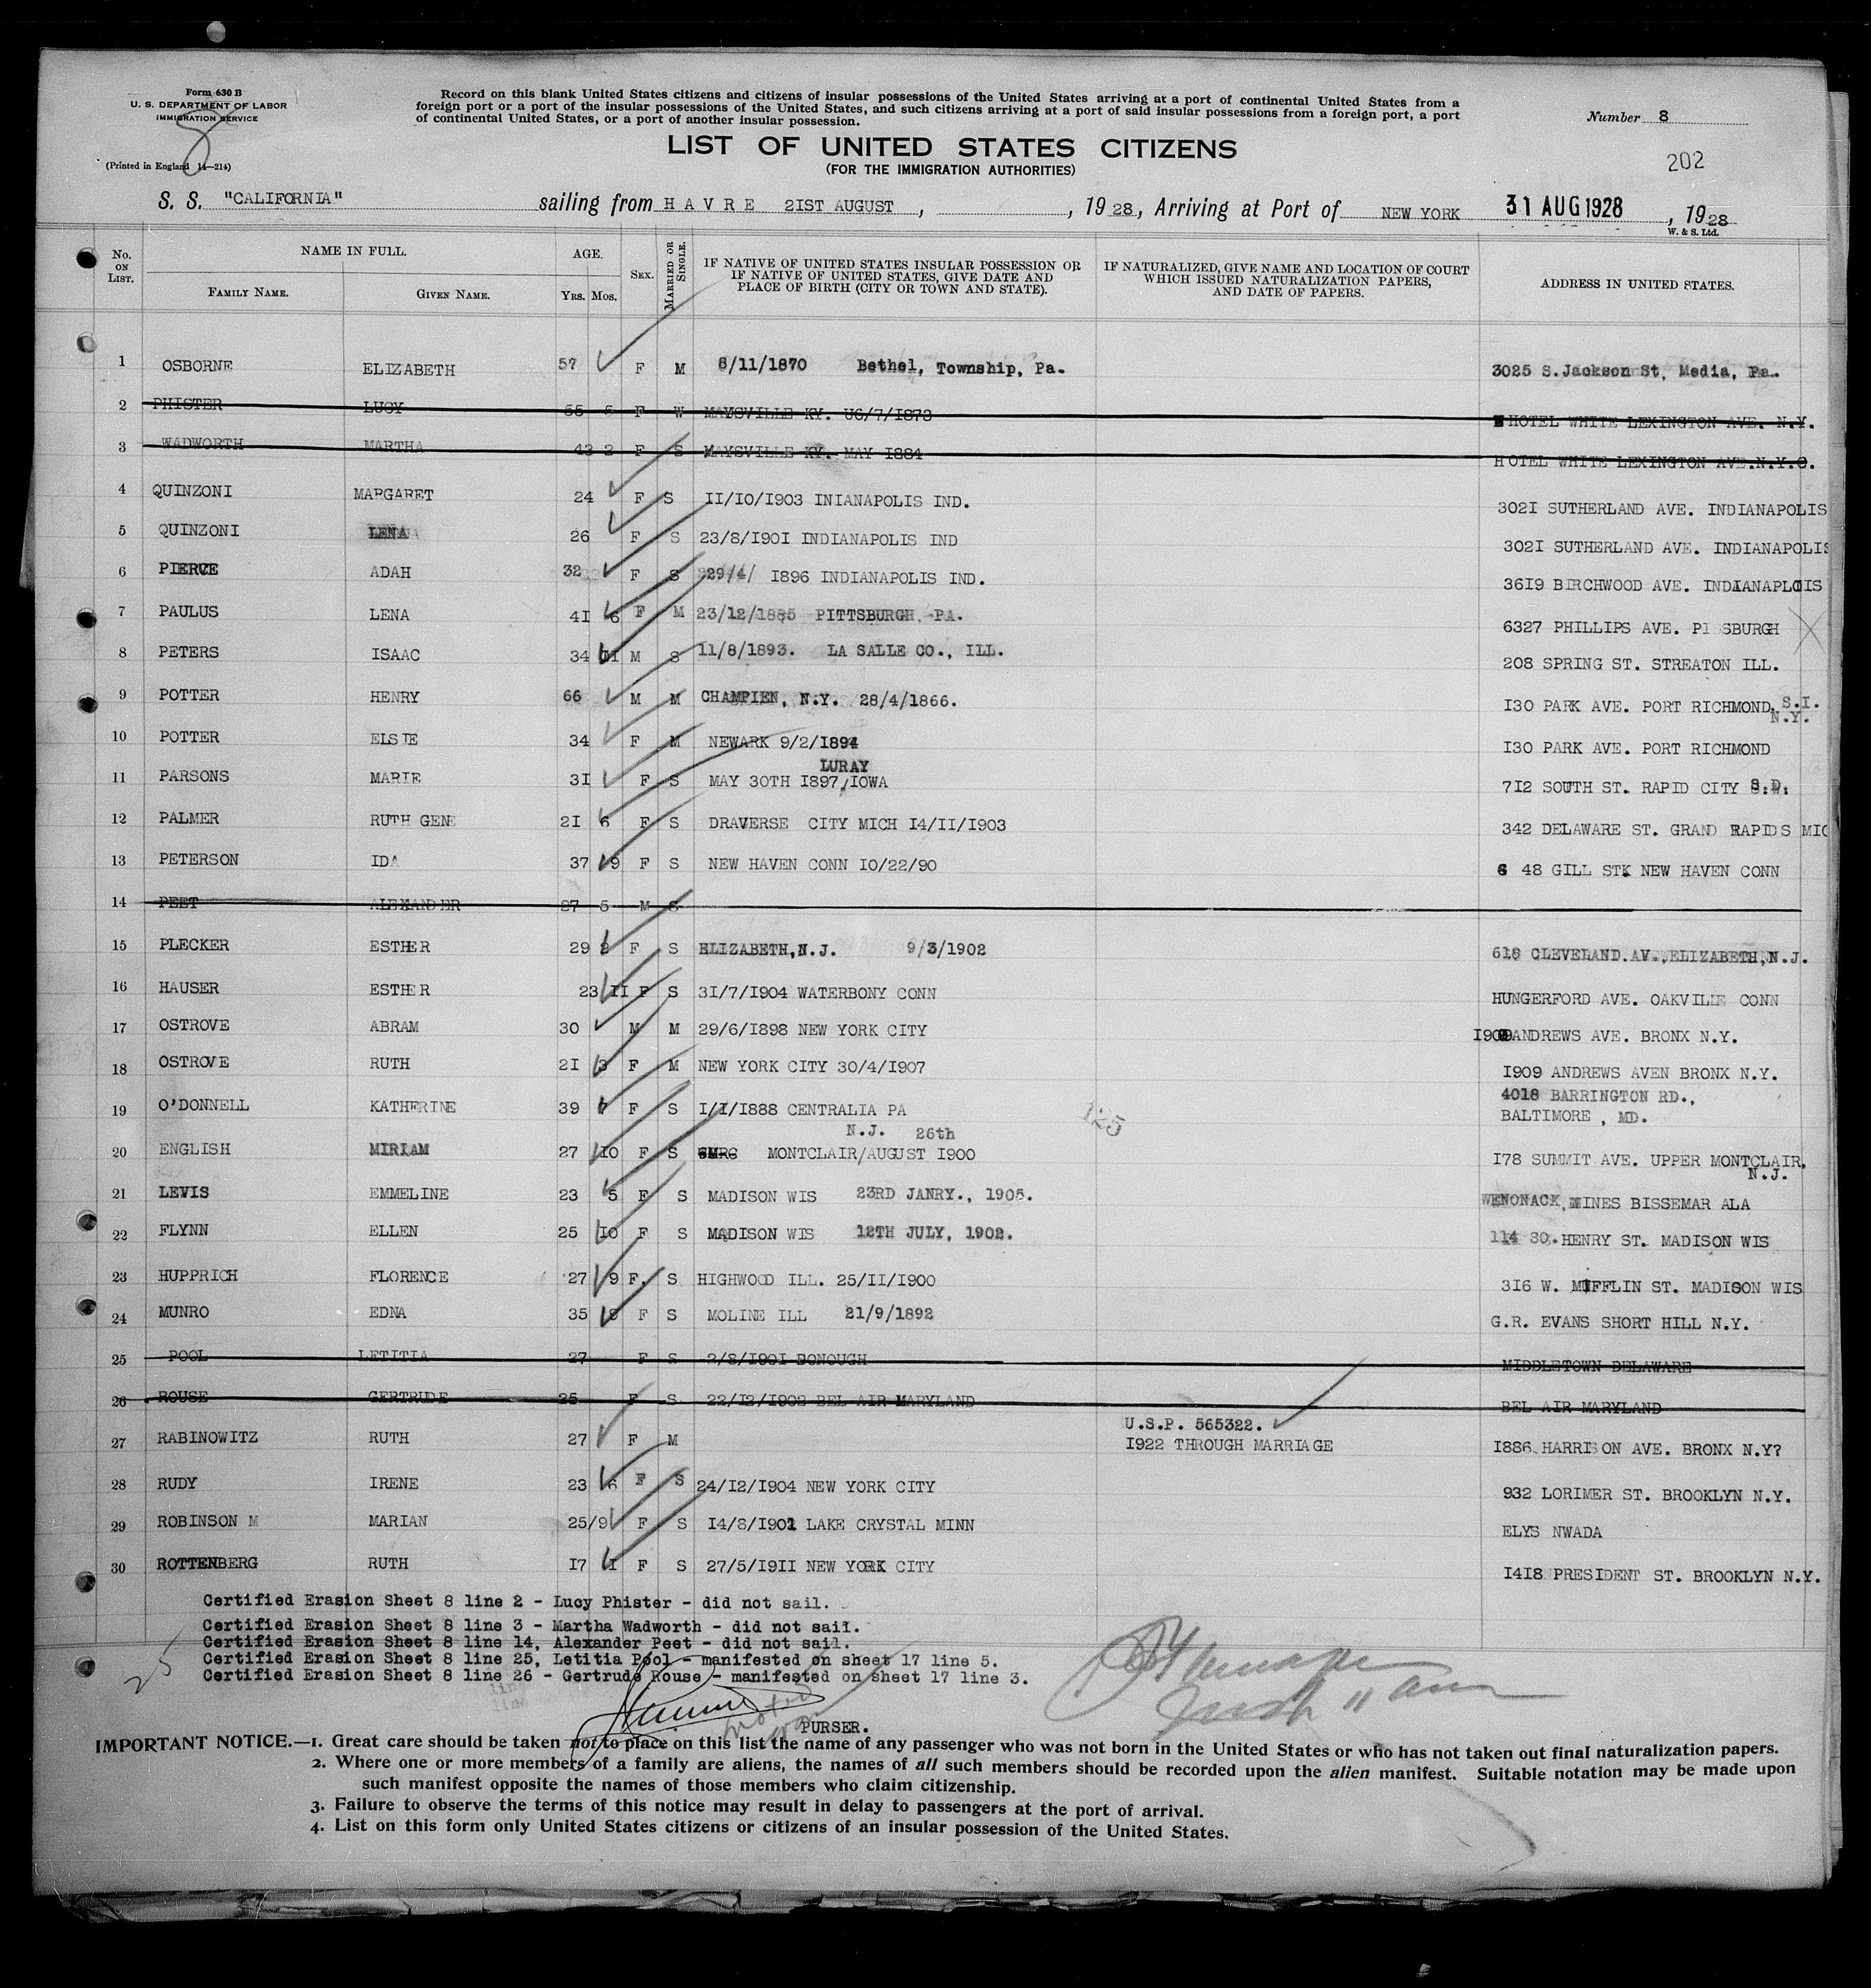 Form 630 B
U. S. DEPARTMENT OF LABOR
IMMIGRATION SERVICE
(Printed in England 14—214)
8
Record on this blank United States citizens and citizens of insular possessions of the United States arriving at a port of continental United States from a
foreign port or a port of the insular possessions of the United States, and such citizens arriving at a port of said insular possessions from a foreign port, a port
of continental United States, or a port of another insular possession.
Number 8
LIST OF UNITED STATES CITIZENS
(FOR THE IMMIGRATION AUTHORITIES)
202
S. S. "CALIFORNIA" sailing from HAVRE 21ST AUGUST , , 1928, Arriving at Port of NEW YORK 31 AUG 1928 , 1928
W. & S. Ltd.
No. ON LIST. NAME IN FULL. FAMILY NAME. GIVEN NAME. AGE. Yrs. Mos. SEX. MARRIED OR SINGLE. IF NATIVE OF UNITED STATES INSULAR POSSESSION OR IF NATIVE OF UNITED STATES, GIVE DATE AND PLACE OF BIRTH (CITY OR TOWN AND STATE). IF NATURALIZED, GIVE NAME AND LOCATION OF COURT WHICH ISSUED NATURALIZATION PAPERS, AND DATE OF PAPERS. ADDRESS IN UNITED STATES.
1 OSBORNE ELIZABETH 57 F M 8/11/1870 Bethel, Township, Pa. 3025 S.Jackson St, Media, Pa.
2 PHISTER LUCY 55 5 F W MAYSVILLE KY. 06/7/1873 HOTEL WHITE LEXINGTON AVE. N.Y.
3 WADWORTH MARTHA 43 2 F S MAYSVILLE KY. MAY 1884 HOTEL WHITE LEXINGTON AVE.N.Y.C.
4 QUINZONI MARGARET 24 F S 11/10/1903 INIANAPOLIS IND. 3021 SUTHERLAND AVE. INDIANAPOLIS
5 QUINZONI LENA 26 F S 23/8/1901 INDIANAPOLIS IND 3021 SUTHERLAND AVE. INDIANAPOLIS
6 PIERCE ADAH 32 F S 29/4/ 1896 INDIANAPOLIS IND. 3619 BIRCHWOOD AVE. INDIANAPLOIS
7 PAULUS LENA 41 6 F M 23/12/1885 PITTSBURGH, PA. 6327 PHILLIPS AVE. PI SBURGH
8 PETERS ISAAC 34 11 M S 11/8/1893. LA SALLE CO., ILL. 208 SPRING ST. STREATON ILL.
9 POTTER HENRY 66 M M CHAMPIEN, N.Y. 28/4/1866. 130 PARK AVE. PORT RICHMOND, S.I. N.Y.
10 POTTER ELSIE 34 F M NEWARK 9/2/1894 130 PARK AVE. PORT RICHMOND
11 PARSONS MARIE 31 F S MAY 30TH 1897/LURAY IOWA 712 SOUTH ST. RAPID CITY S.D.
12 PALMER RUTH GENE 21 6 F S DRAVERSE CITY MICH 14/11/1903 342 DELAWARE ST. GRAND RAPIDS MIC
13 PETERSON IDA 37 9 F S NEW HAVEN CONN 10/22/90 48 GILL ST NEW HAVEN CONN
14 PEET ALEXANDER 27 5 M S
15 PLECKER ESTHER 29 2 F S ELIZABETH,N.J. 9/3/1902 618 CLEVELAND.AV.,ELIZABETH,N.J.
16 HAUSER ESTHER 23 11 F S 31/7/1904 WATERBONY CONN HUNGERFORD AVE. OAKVILIE CONN
17 OSTROVE ABRAM 30 M M 29/6/1898 NEW YORK CITY 1909 ANDREWS AVE. BRONX N.Y.
18 OSTROVE RUTH 21 3 F M NEW YORK CITY 30/4/1907 1909 ANDREWS AVEN BRONX N.Y.
19 O'DONNELL KATHERINE 39 7 F S 1/1/1888 CENTRALIA PA 4018 BARRINGTON RD., BALTIMORE , MD.
125
20 ENGLISH MIRIAM 27 10 F S MONTCLAIR/N.J. AUGUST 26th 1900 178 SUMMIT AVE. UPPER MONTCLAIR, N.J.
21 LEVIS EMMELINE 23 5 F S MADISON WIS 23RD JANRY., 1905. WENONACK, MINES BISSEMAR ALA
22 FLYNN ELLEN 25 10 F S MADISON WIS 12TH JULY, 1902. 114 SO.HENRY ST. MADISON WIS
23 HUPPRICH FLORENCE 27 9 F. S HIGHWOOD ILL. 25/11/1900 316 W. MIFFLIN ST. MADISON WIS
24 MUNRO EDNA 35 8 F S MOLINE ILL 21/9/1892 G.R. EVANS SHORT HILL N.Y.
25 POOL LETITIA 27 F S 2/8/1901 DONOUGH MIDDLETOWN DELAWARE
26 ROUSE GERTRUDE 25 F S 22/12/1902 BEL AIR MARYLAND BEL AIR MARYLAND
27 RABINOWITZ RUTH 27 F M U.S.P. 565322. 1922 THROUGH MARRIAGE 1886 HARRISON AVE. BRONX N.Y?
28 RUDY IRENE 23 6 F S 24/12/1904 NEW YORK CITY 932 LORIMER ST. BROOKLYN N.Y.
29 ROBINSON M MARIAN 25/9 F S 14/8/1902 LAKE CRYSTAL MINN ELYS NWADA
30 ROTTENBERG RUTH 17 1 F S 27/5/1911 NEW YORK CITY 1418 PRESIDENT ST. BROOKLYN N.Y.
Certified Erasion Sheet 8 line 2 - Lucy Phister - did not sail.
Certified Erasion Sheet 8 line 3 - Martha Wadworth - did not sail.
Certified Erasion Sheet 8 line 14, Alexander Peet - did not sail.
Certified Erasion Sheet 8 line 25, Letitia Pool - manifested on sheet 17 line 5.
Certified Erasion Sheet 8 line 26 - Gertrude Rouse - manifested on sheet 17 line 3.
25
PURSER.
IMPORTANT NOTICE.—1. Great care should be taken not to place on this list the name of any passenger who was not born in the United States or who has not taken out final naturalization papers.
2. Where one or more members of a family are aliens, the names of all such members should be recorded upon the alien manifest. Suitable notation may be made upon
such manifest opposite the names of those members who claim citizenship.
3. Failure to observe the terms of this notice may result in delay to passengers at the port of arrival.
4. List on this form only United States citizens or citizens of an insular possession of the United States.